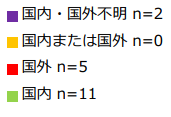 国内・国外不明 n=2
国内または国外 n=0
国外 n=5
国内 n=11